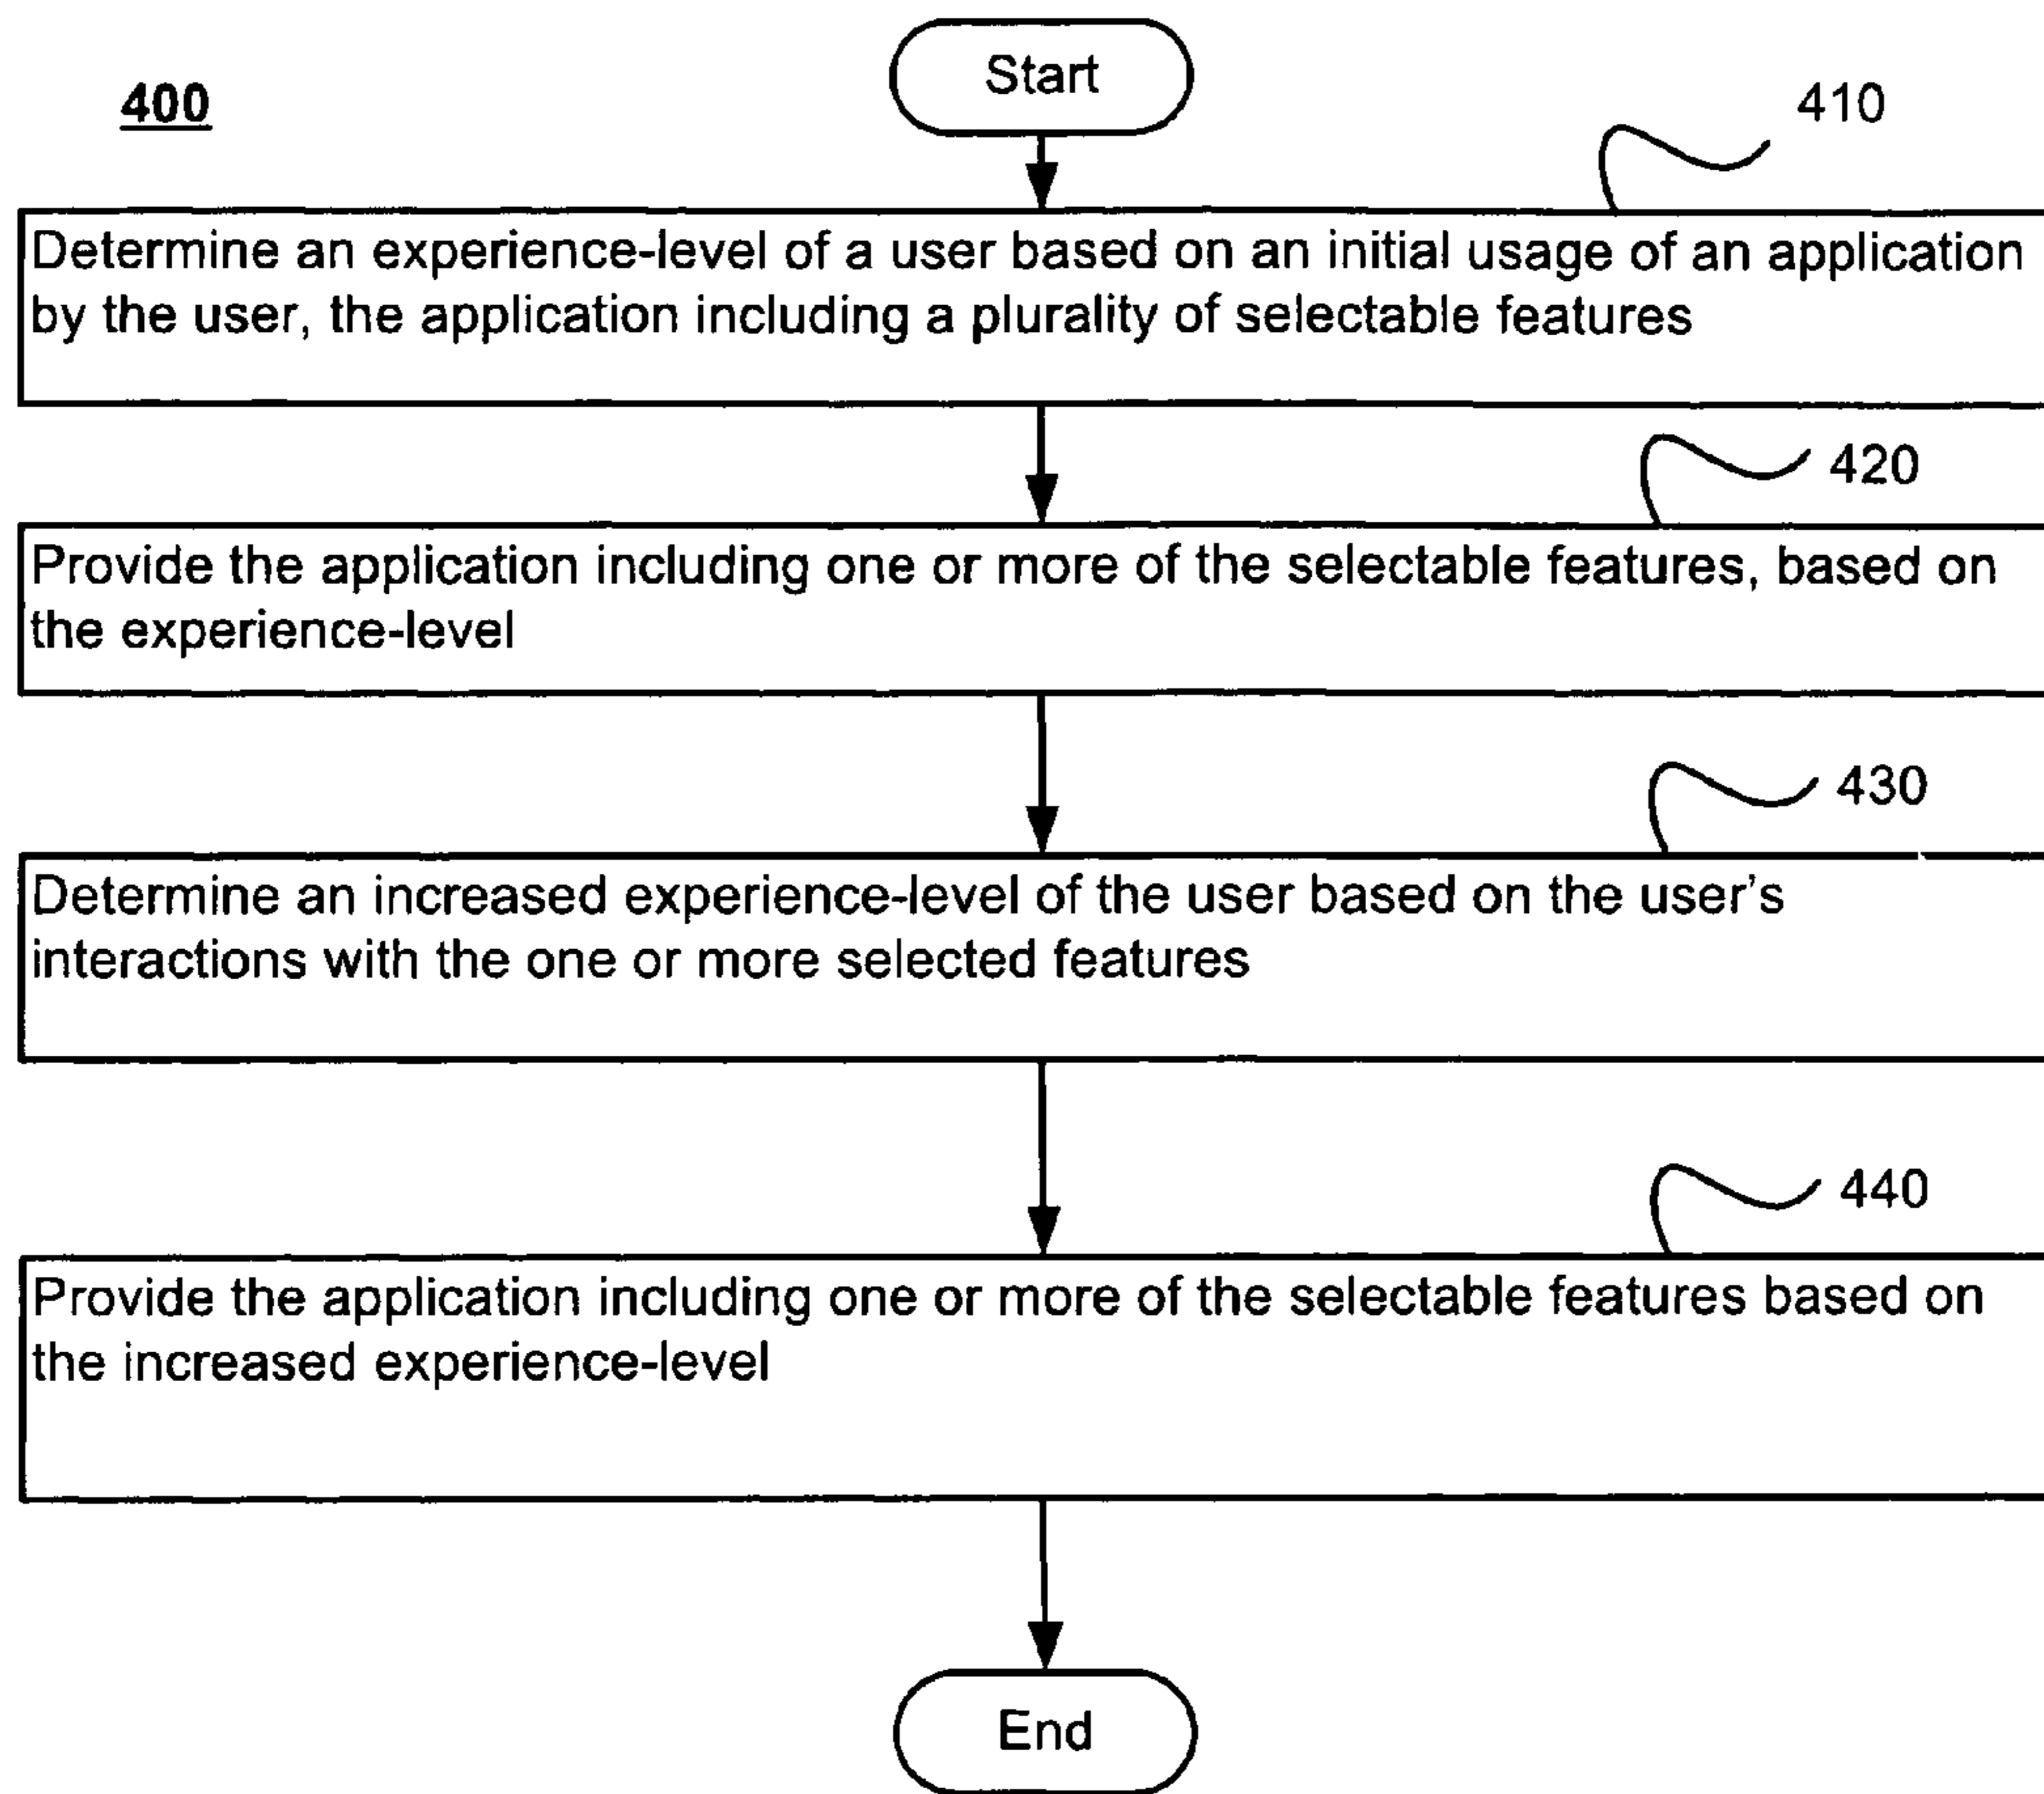 Start
400
410
Determine an experience-level of a user based on an initial usage of an application
by the user, the application including a plurality of selectable features
420
Provide the application including one or more of the selectable features, based on
the experience-level
430
Determine an increased experience-level of the user based on the user's
interactions with the one or more selected features
440
Provide the application including one or more of the selectable features based on
the increased experience-level
End